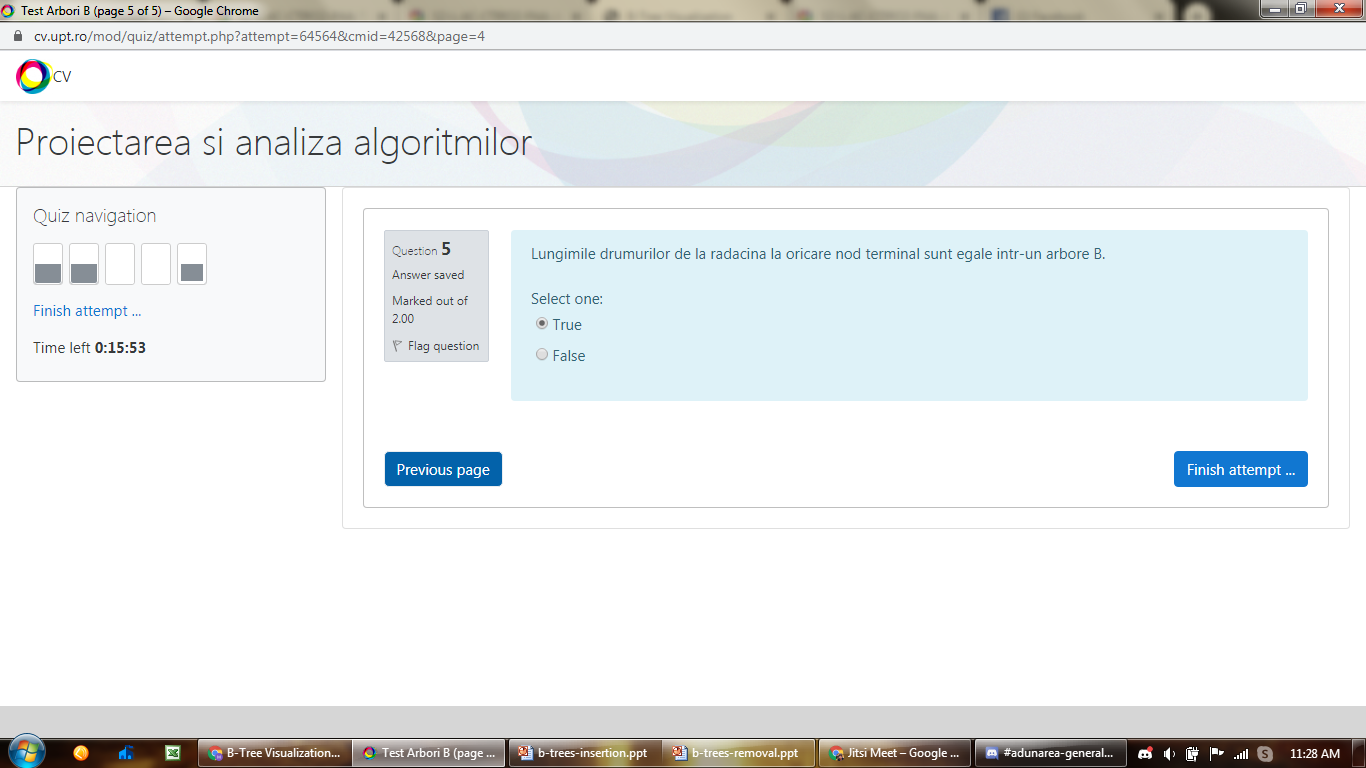 Test Arbori B (page 5 of 5) – Google Chrome
cv.upt.ro/mod/quiz/attempt.php?attempt=64564&cmid=42568&page=4
CV
Proiectarea si analiza algoritmilor
Quiz navigation
Finish attempt ...
Time left 0:15:53
Question 5
Answer saved
Marked out of
2.00
Flag question
Lungimile drumurilor de la radacina la oricare nod terminal sunt egale intr-un arbore B.
Select one:
True
False
Previous page
Finish attempt ...
B-Tree Visualization...
Test Arbori B (page ...
b-trees-insertion.ppt
b-trees-removal.ppt
Jitsi Meet – Google ...
#adunarea-general...
11:28 AM